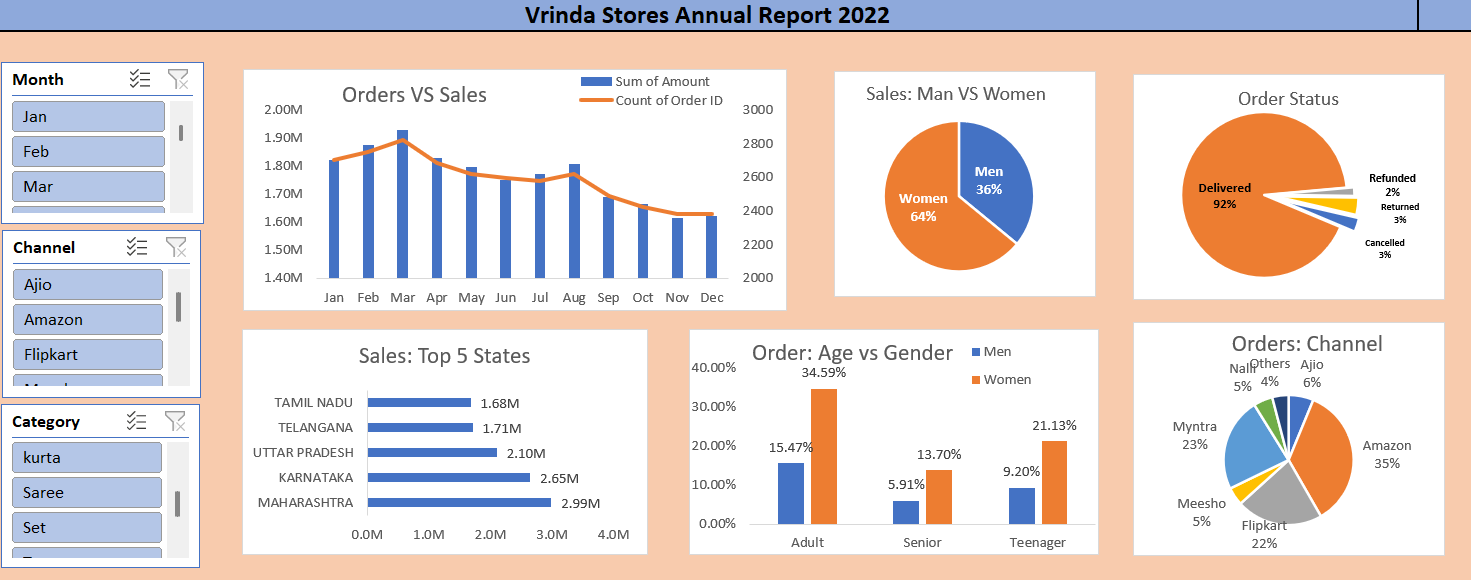 Vrinda Stores Annual Report 2022
Month
Jan
Feb
Mar
Channel
Ajio
Amazon
Flipkart
Category
kurta
Saree
Set
Orders VS Sales
Sum of Amount
Count of Order ID
2.00M
1.90M
1.80M
1.70M
1.60M
1.50M
1.40M
3000
2800
2600
2400
2200
2000
Jan Feb Mar Apr May Jun Jul Aug Sep Oct Nov Dec
Sales: Man VS Women
Men
36%
Women
64%
Order Status
Delivered
92%
Refunded
2%
Returned
3%
Cancelled
3%
Sales: Top 5 States
TAMIL NADU 1.68M
TELANGANA 1.71M
UTTAR PRADESH 2.10M
KARNATAKA 2.65M
MAHARASHTRA 2.99M
0.0M 1.0M 2.0M 3.0M 4.0M
Order: Age vs Gender
Men
Women
40.00%
30.00%
20.00%
10.00%
0.00%
15.47% 34.59%
5.91% 13.70%
9.20% 21.13%
Adult Senior Teenager
Orders: Channel
Nalli
5%
Others
4%
Ajio
6%
Myntra
23%
Amazon
35%
Meesho
5%
Flipkart
22%